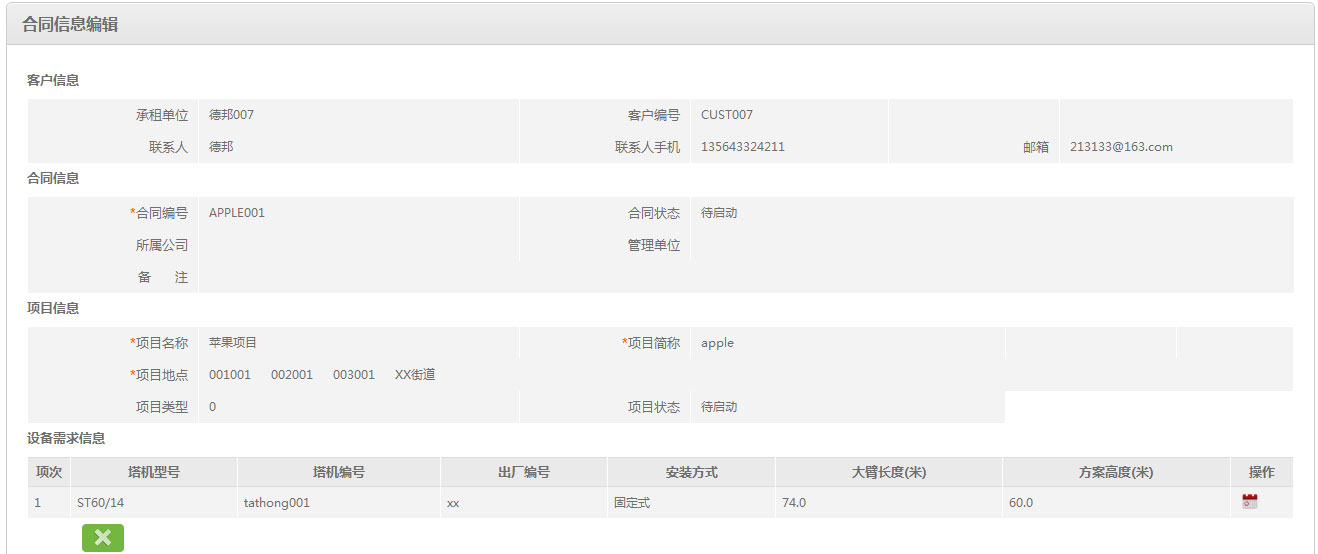 合同信息编辑
客户信息
承租单位 德邦007 客户编号 CUST007
联系人 德邦 联系人手机 135643324211 邮箱 213133@163.com
合同信息
*合同编号 APPLE001 合同状态 待启动
所属公司 管理单位
备 注
项目信息
*项目名称 苹果项目 *项目简称 apple
*项目地点 001001 002001 003001 XX街道
项目类型 0 项目状态 待启动
设备需求信息
项次 塔机型号 塔机编号 出厂编号 安装方式 大臂长度(米) 方案高度(米) 操作
1 ST60/14 tathong001 xx 固定式 74.0 60.0